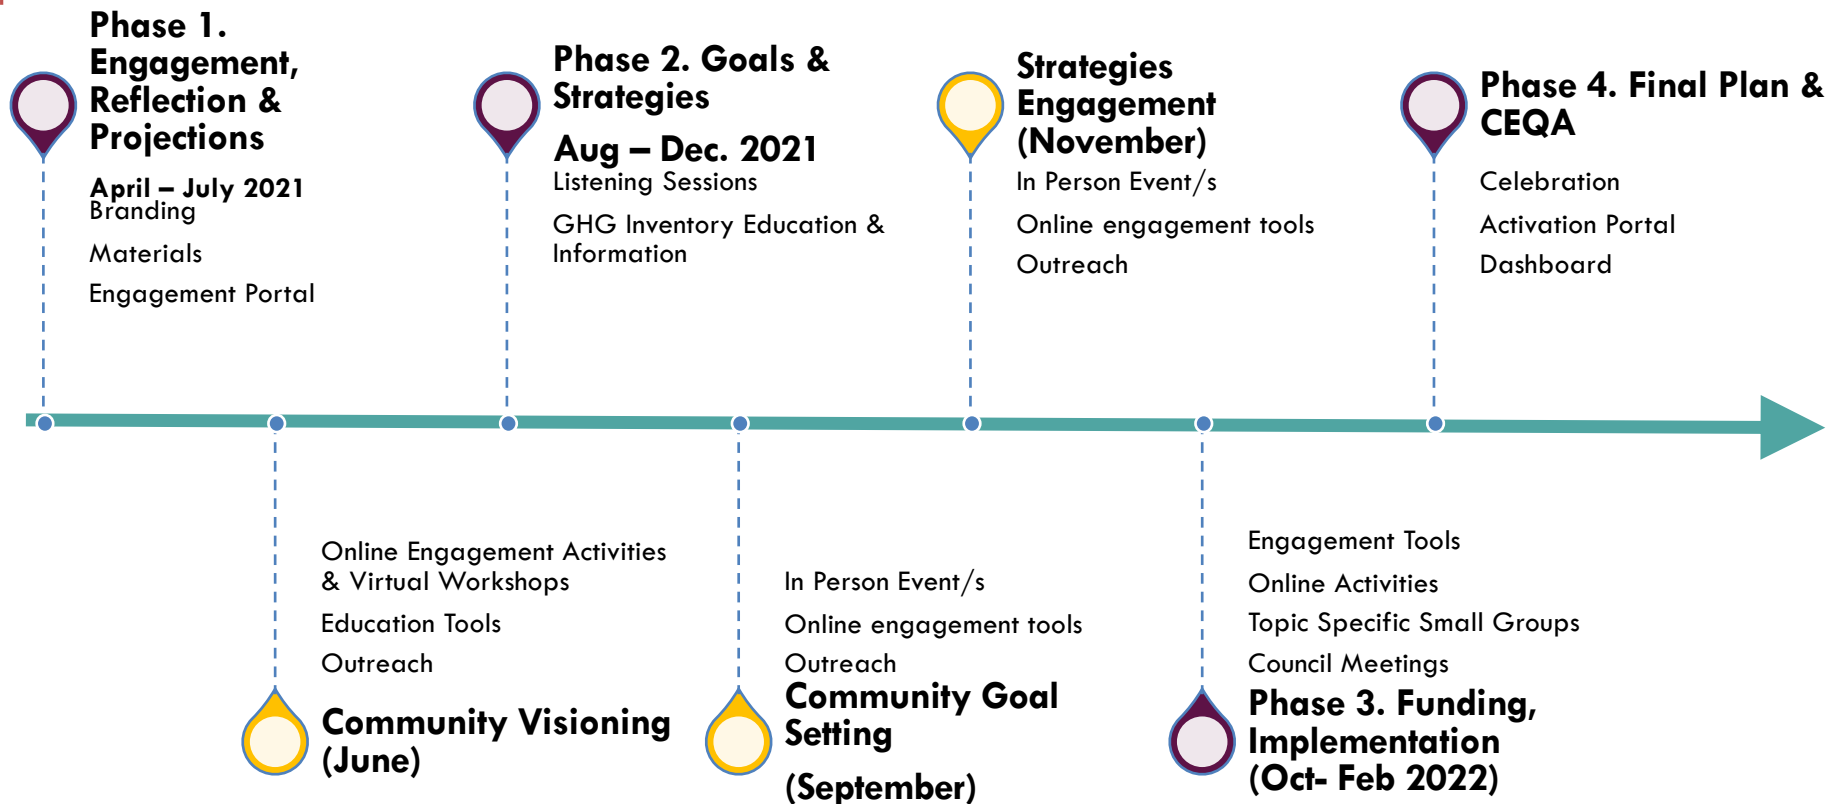 Phase 1.
Engagement,
Reflection &
Projections
April – July 2021
Branding
Materials
Engagement Portal
Online Engagement Activities
& Virtual Workshops
Education Tools
Outreach
Community Visioning
(June)
Phase 2. Goals &
Strategies
Aug – Dec. 2021
Listening Sessions
GHG Inventory Education &
Information
In Person Event/s
Online engagement tools
Outreach
Community Goal
Setting
(September)
Strategies
Engagement
(November)
In Person Event/s
Online engagement tools
Outreach
Engagement Tools
Online Activities
Topic Specific Small Groups
Council Meetings
Phase 3. Funding,
Implementation
(Oct- Feb 2022)
Phase 4. Final Plan &
CEQA
Celebration
Activation Portal
Dashboard